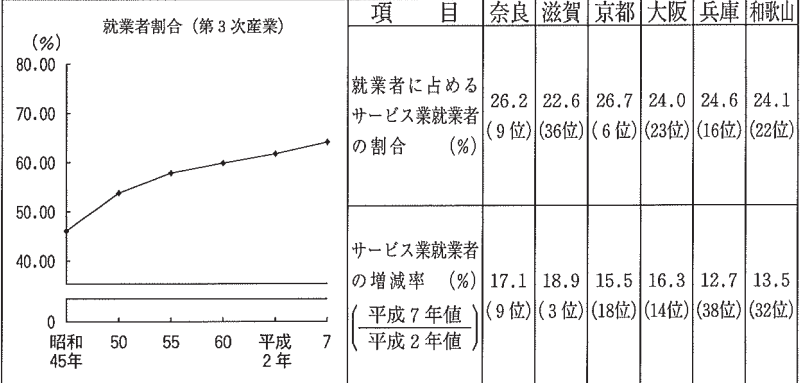 就業者割合（第３次産業）
(%)
80.00
70.00
60.00
50.00
40.00
0
昭和 50 55 60 平成 7
45年 2年
項 目 奈良 滋賀 京都 大阪 兵庫 和歌山
就業者に占める
サービス業就業者
の割合 (%)
26.2 22.6 26.7 24.0 24.6 24.1
(9位) (36位) (6位) (23位) (16位) (22位)
サービス業就業者
の増減率 (%)
17.1 18.9 15.5 16.3 12.7 13.5
(9位) (3位) (18位) (14位) (38位) (32位)
(平成７年値
平成２年値)